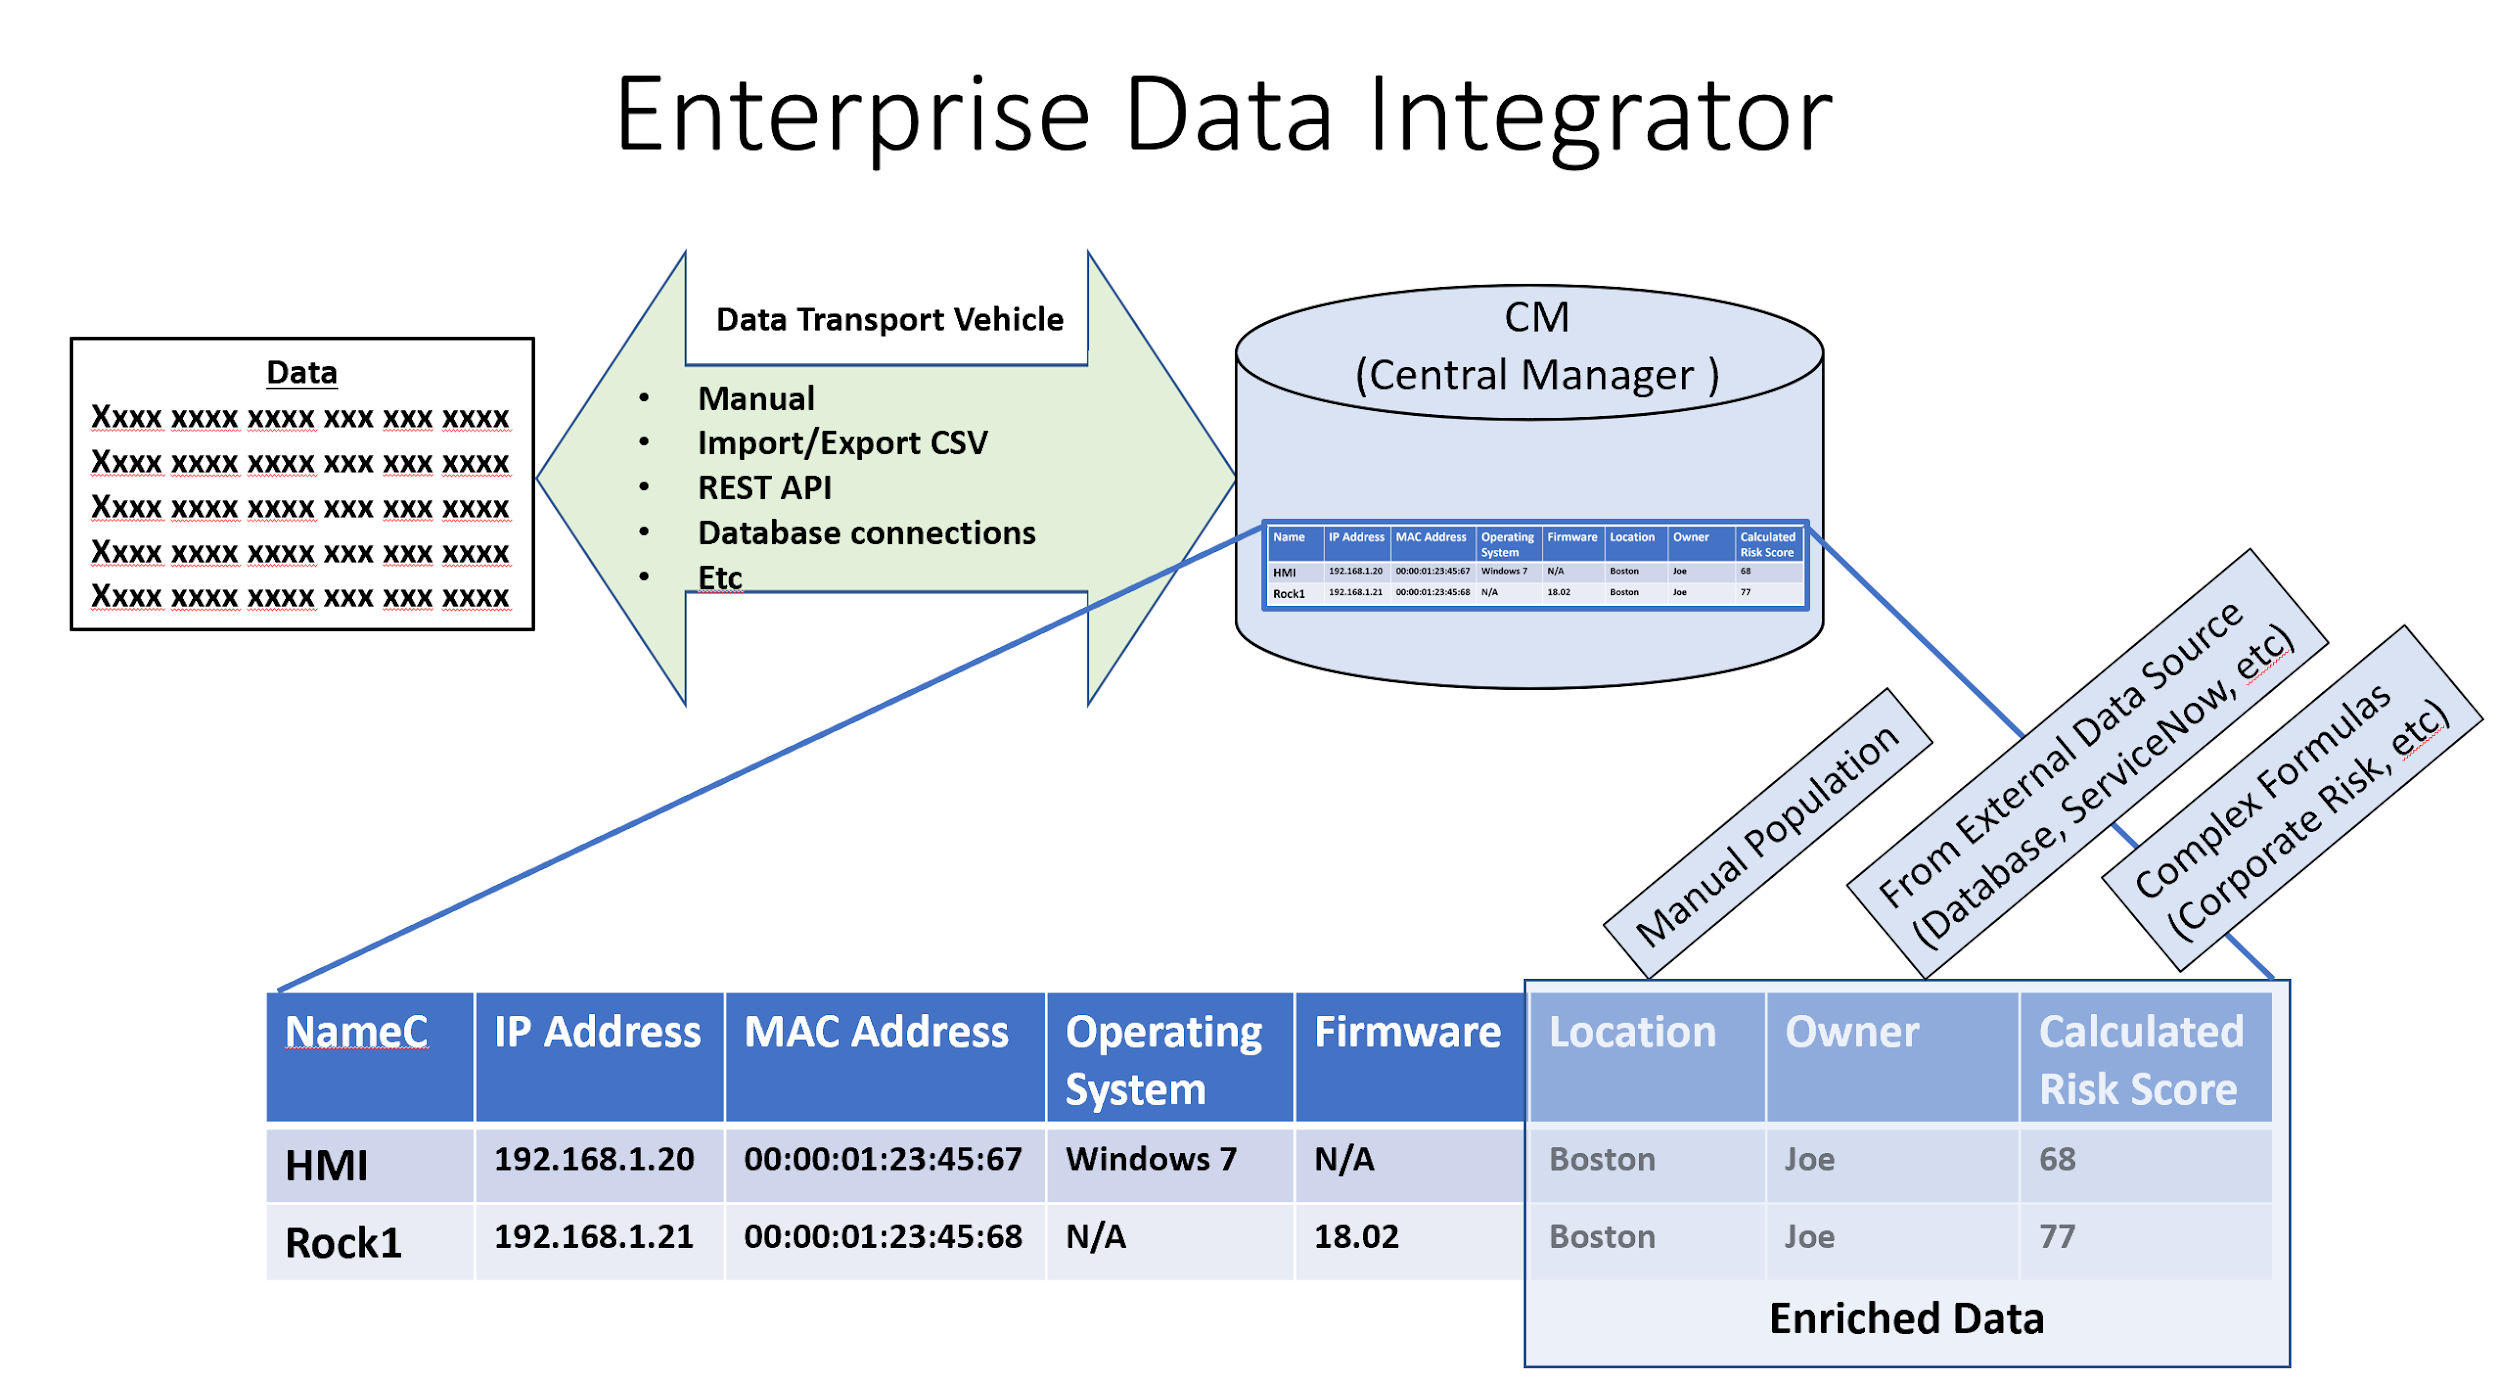 Enterprise Data Integrator
Data
Xxxx xxxx xxxx xxx xxx xxxx
Xxxx xxxx xxxx xxx xxx xxxx
Xxxx xxxx xxxx xxx xxx xxxx
Xxxx xxxx xxxx xxx xxx xxxx
Xxxx xxxx xxxx xxx xxx xxxx
Data Transport Vehicle
• Manual
• Import/Export CSV
• REST API
• Database connections
• Etc
CM
(Central Manager )
Name IP Address MAC Address Operating System Firmware Location Owner Calculated Risk Score
HMI 192.168.1.20 00:00:01:23:45:67 Windows 7 N/A Boston Joe 68
Rock1 192.168.1.21 00:00:01:23:45:68 N/A 18.02 Boston Joe 77
Manual Population
From External Data Source
(Database, ServiceNow, etc)
Complex Formulas
(Corporate Risk, etc)
NameC IP Address MAC Address Operating System Firmware Location Owner Calculated Risk Score
HMI 192.168.1.20 00:00:01:23:45:67 Windows 7 N/A Boston Joe 68
Rock1 192.168.1.21 00:00:01:23:45:68 N/A 18.02 Boston Joe 77
Enriched Data